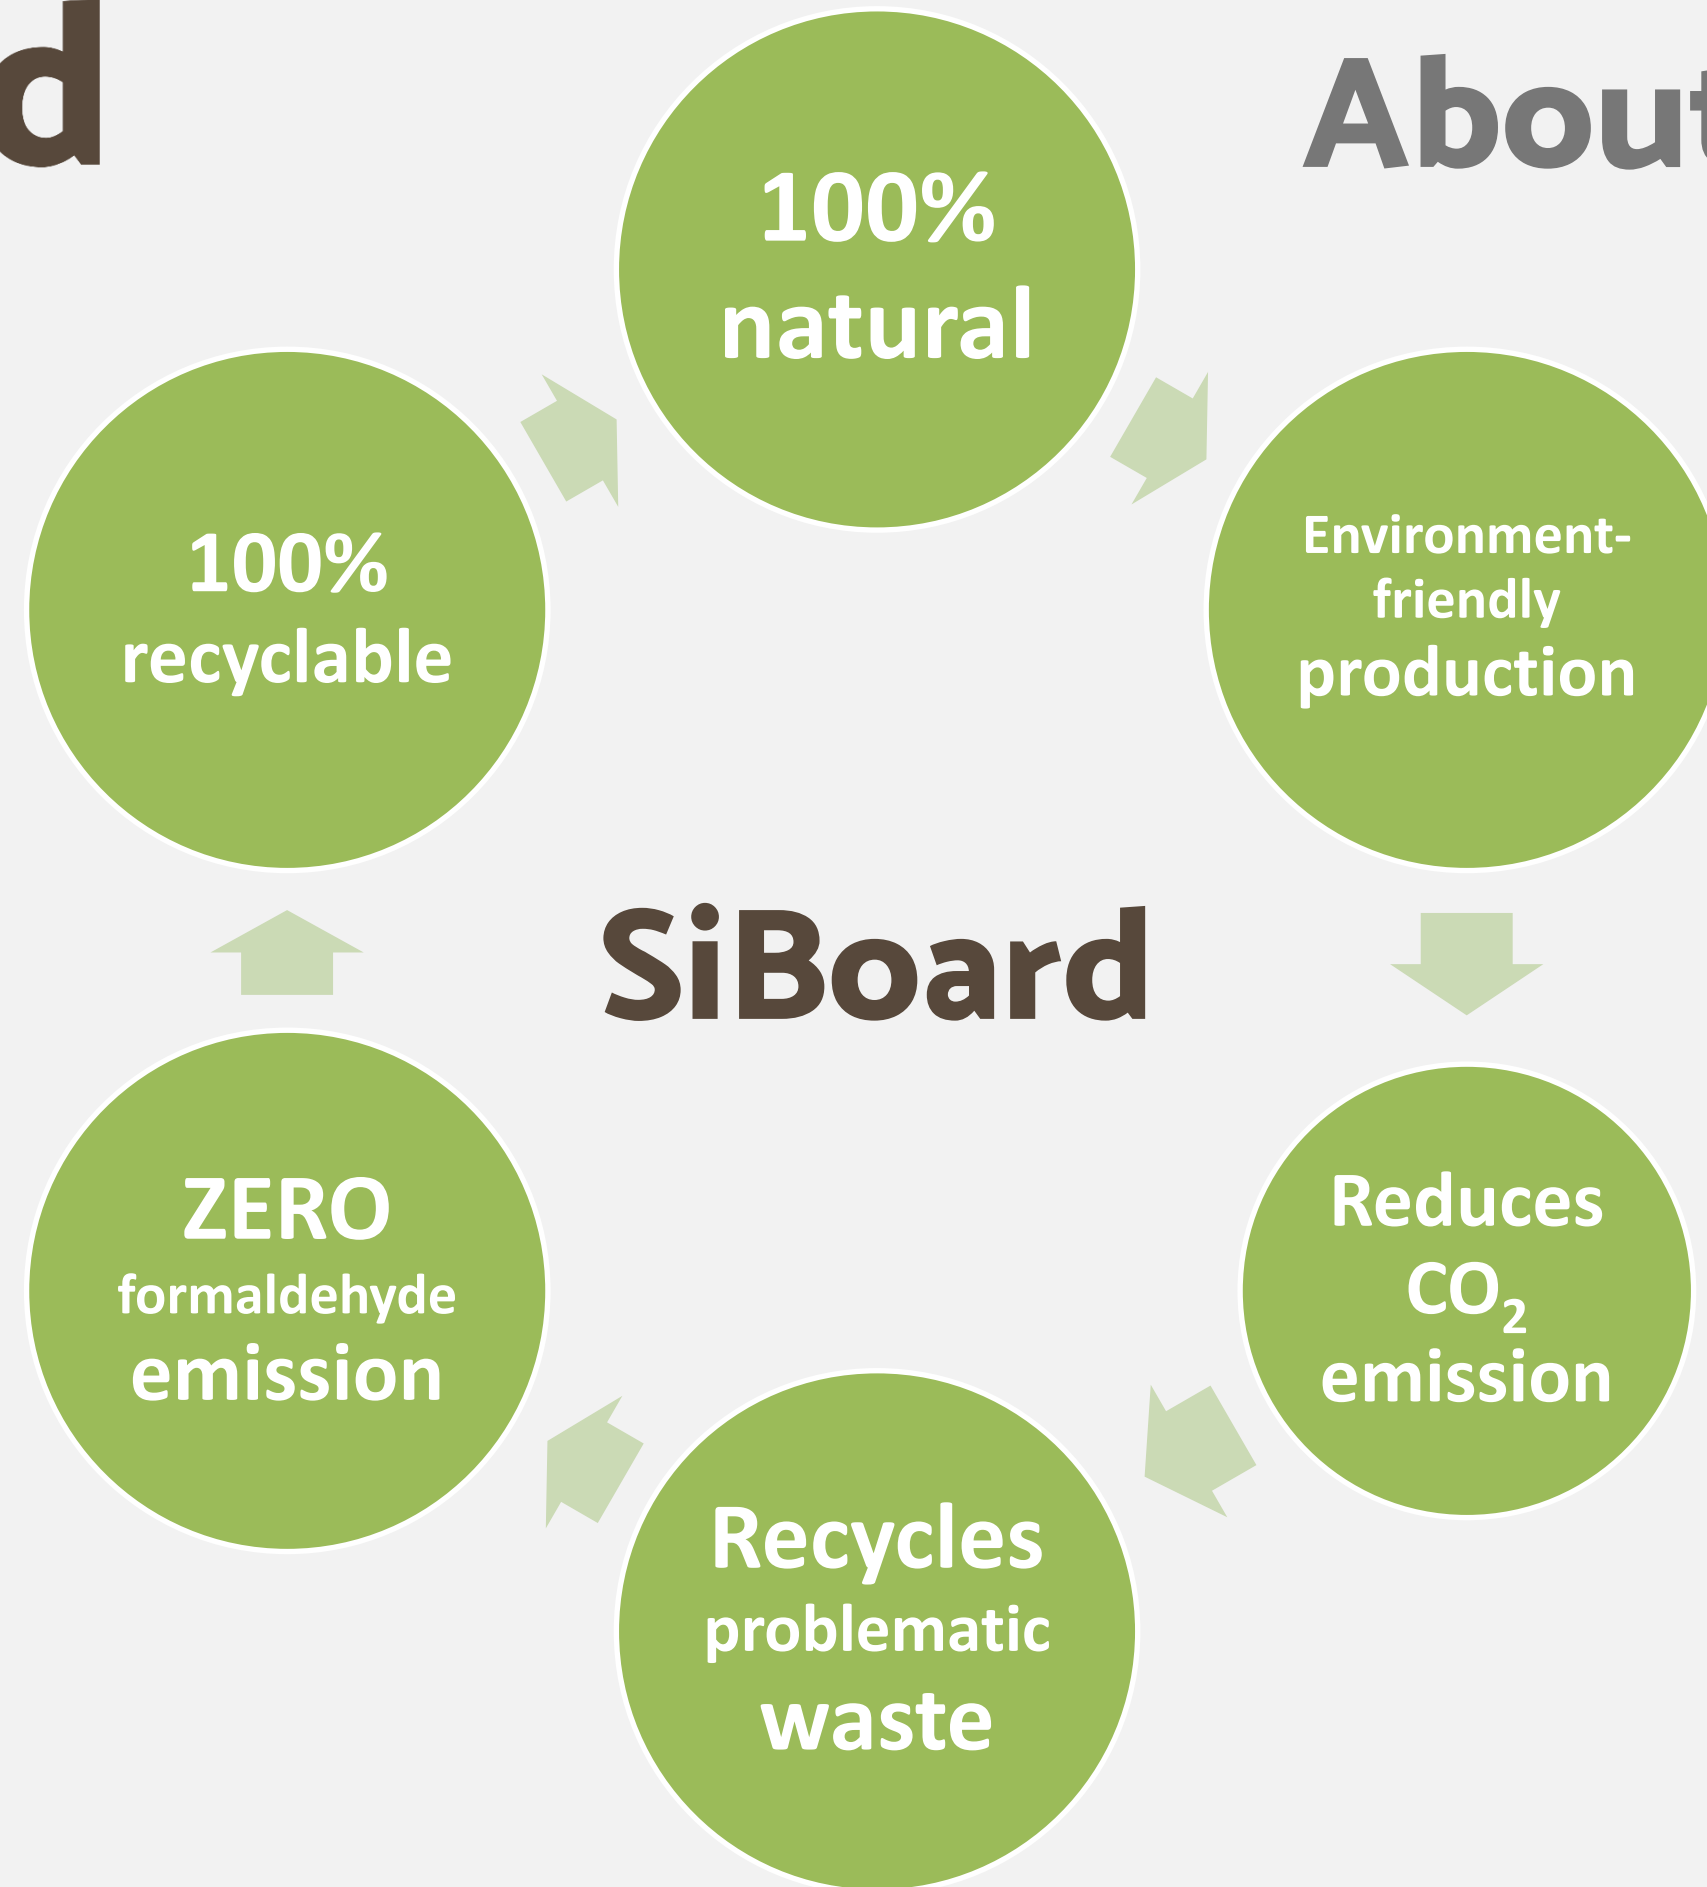 d
About
100%
natural
100%
recyclable
Environment-
friendly
production
SiBoard
ZERO
formaldehyde
emission
Reduces
CO₂
emission
Recycles
problematic
waste